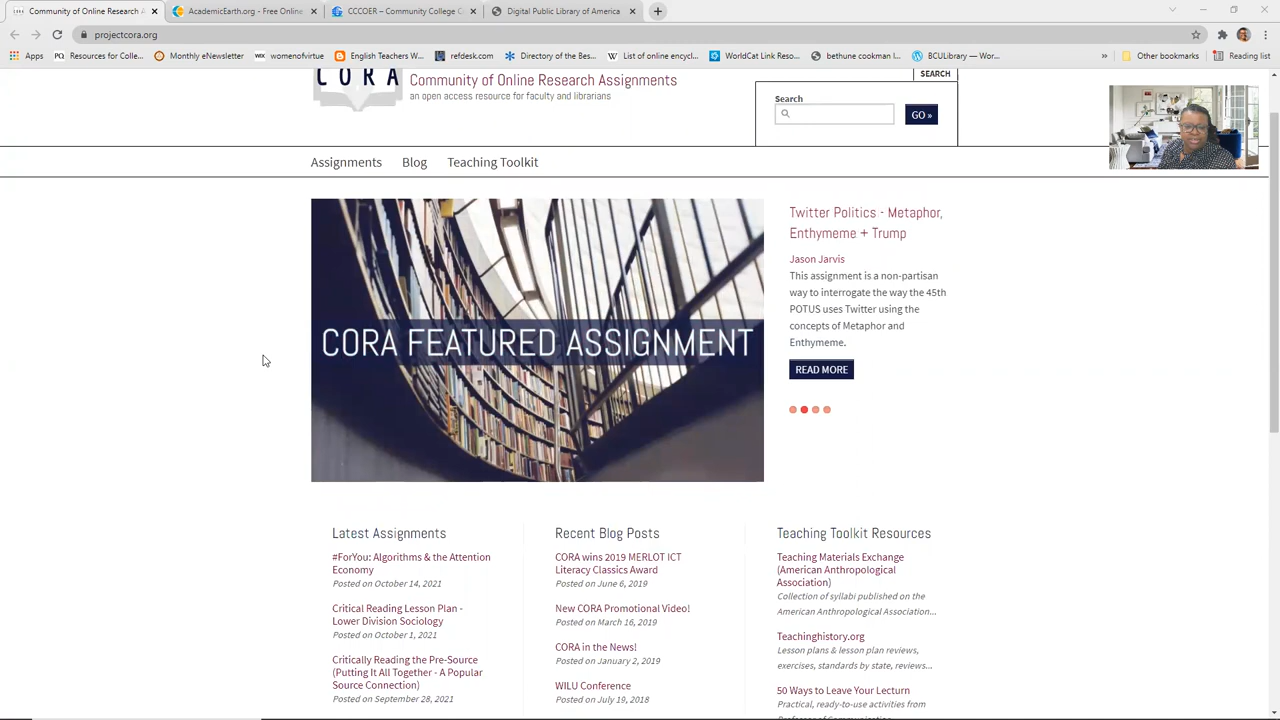 Community of Online Research A
AcademicEarth.org - Free Online
CCCOER – Community College C
Digital Public Library of America
projectcora.org
Apps
Resources for Colle...
Monthly eNewsletter
womenofvirtue
English Teachers W...
refdesk.com
Directory of the Bes...
List of online encycl...
WorldCat Link Reso...
bethune cookman l...
BCULibrary — Wor...
»
Other bookmarks
Reading list
CORA
Community of Online Research Assignments
an open access resource for faculty and librarians
SEARCH
Search
GO »
Assignments Blog Teaching Toolkit
CORA FEATURED ASSIGNMENT
Twitter Politics - Metaphor,
Enthymeme + Trump
Jason Jarvis
This assignment is a non-partisan
way to interrogate the way the 45th
POTUS uses Twitter using the
concepts of Metaphor and
Enthymeme.
READ MORE
Latest Assignments
#ForYou: Algorithms & the Attention
Economy
Posted on October 14, 2021
Critical Reading Lesson Plan -
Lower Division Sociology
Posted on October 1, 2021
Critically Reading the Pre-Source
(Putting It All Together - A Popular
Source Connection)
Posted on September 28, 2021
Recent Blog Posts
CORA wins 2019 MERLOT ICT
Literacy Classics Award
Posted on June 6, 2019
New CORA Promotional Video!
Posted on March 16, 2019
CORA in the News!
Posted on January 2, 2019
WILU Conference
Posted on July 19, 2018
Teaching Toolkit Resources
Teaching Materials Exchange
(American Anthropological
Association)
Collection of syllabi published on the
American Anthropological Association...
Teachinghistory.org
Lesson plans & lesson plan reviews,
exercises, standards by state, reviews...
50 Ways to Leave Your Lecturn
Practical, ready-to-use activities from